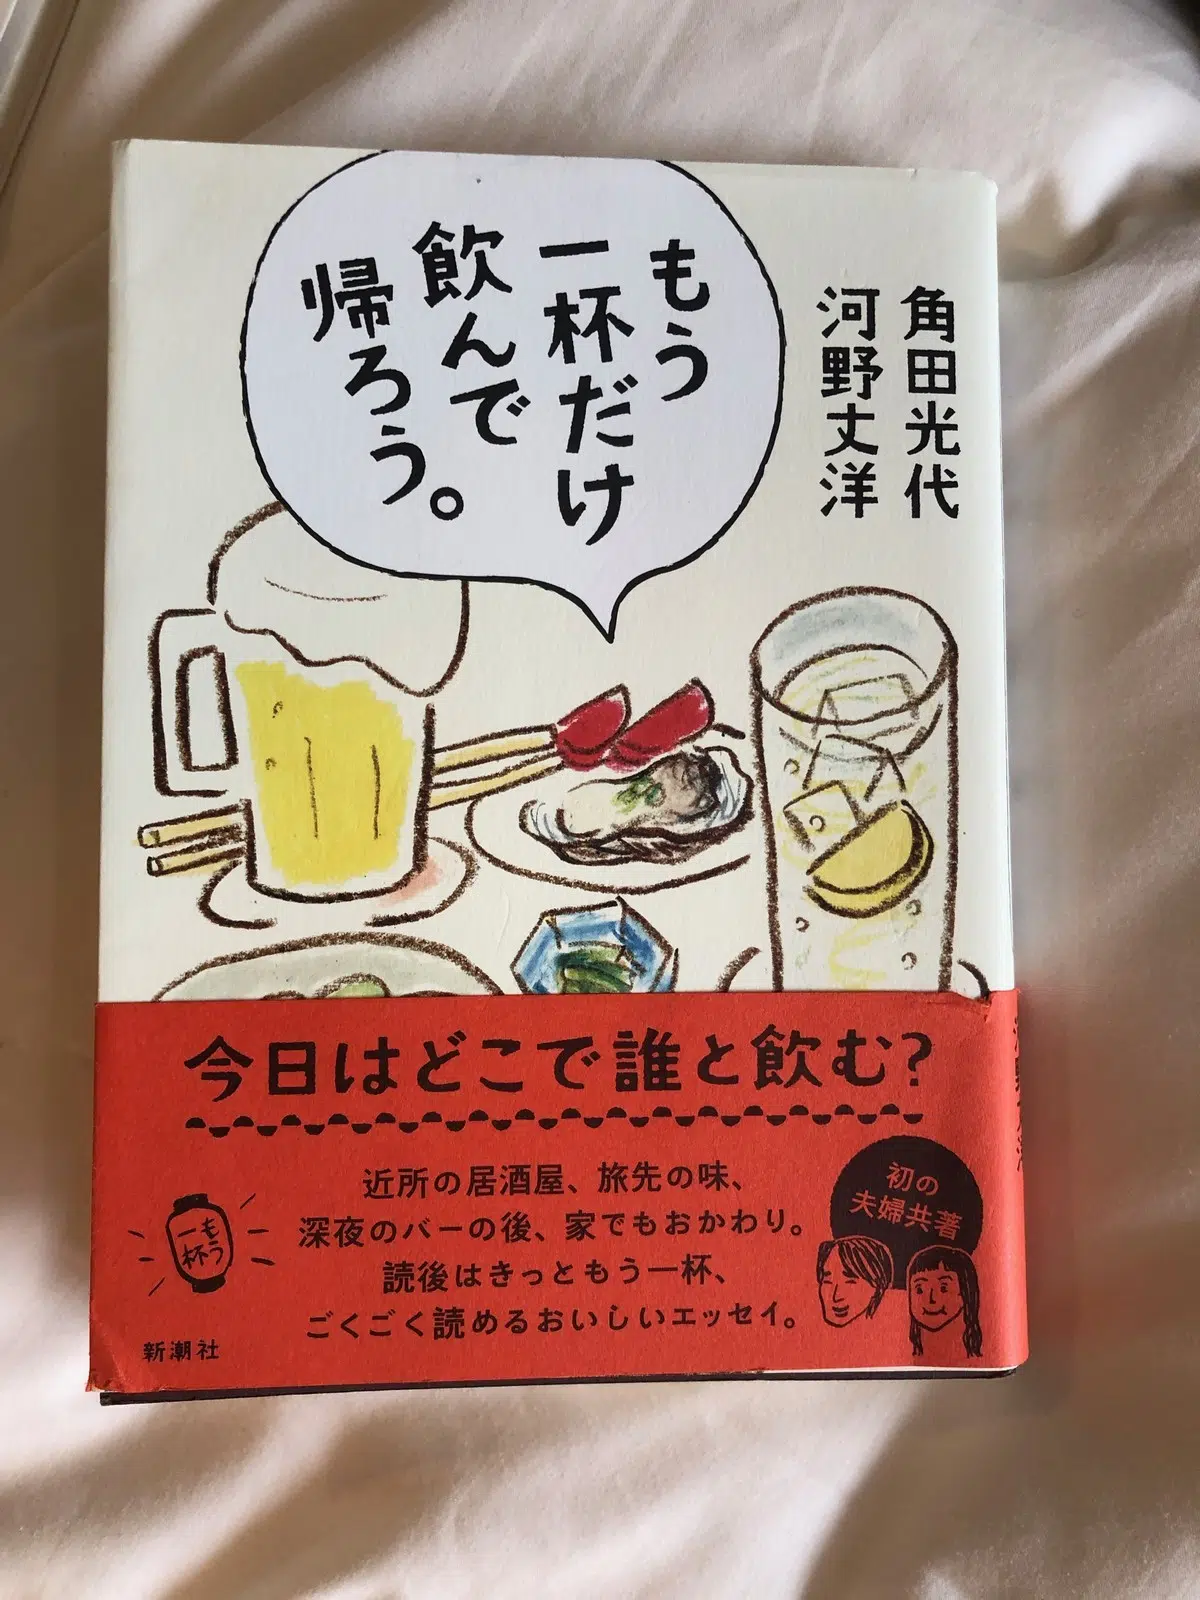 もう
一杯だけ
飲んで
帰ろう。
角田光代
河野丈洋
今日はどこで誰と飲む?
近所の居酒屋、旅先の味、
深夜のバーの後、家でもおかわり。
読後はきっともう一杯、
ごくごく読めるおいしいエッセイ。
もう
一杯
初の
夫婦共著
新潮社